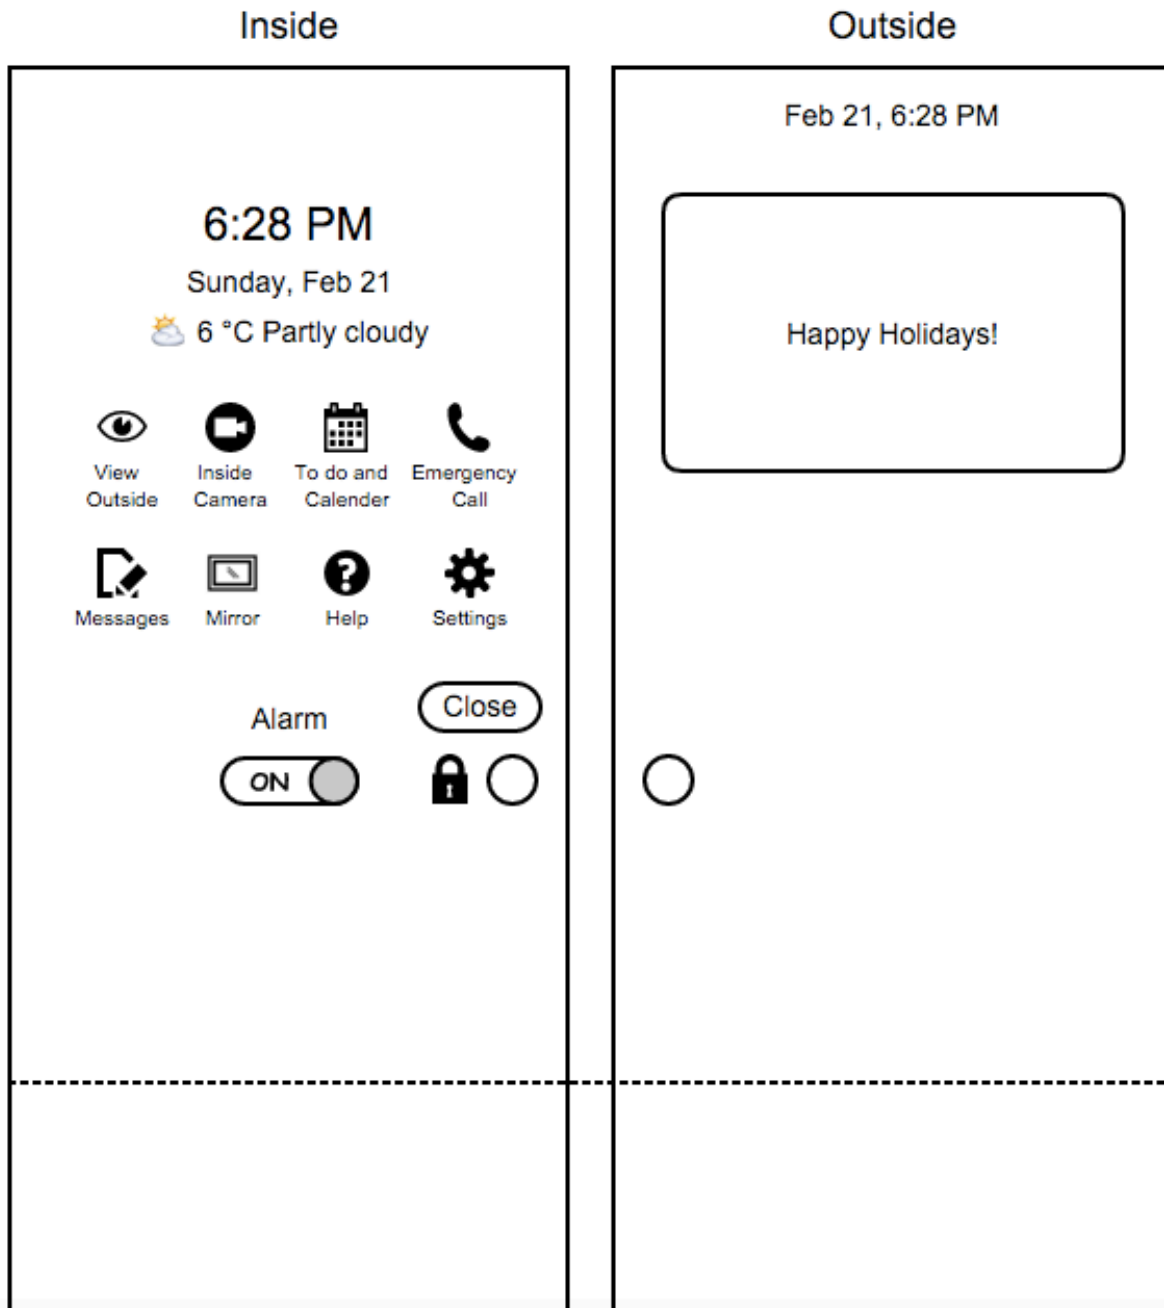 Inside
Outside
6:28 PM
Sunday, Feb 21
6 °C Partly cloudy
View
Outside
Inside
Camera
To do and
Calender
Emergency
Call
Messages
Mirror
Help
Settings
Alarm
Close
ON
Feb 21, 6:28 PM
Happy Holidays!